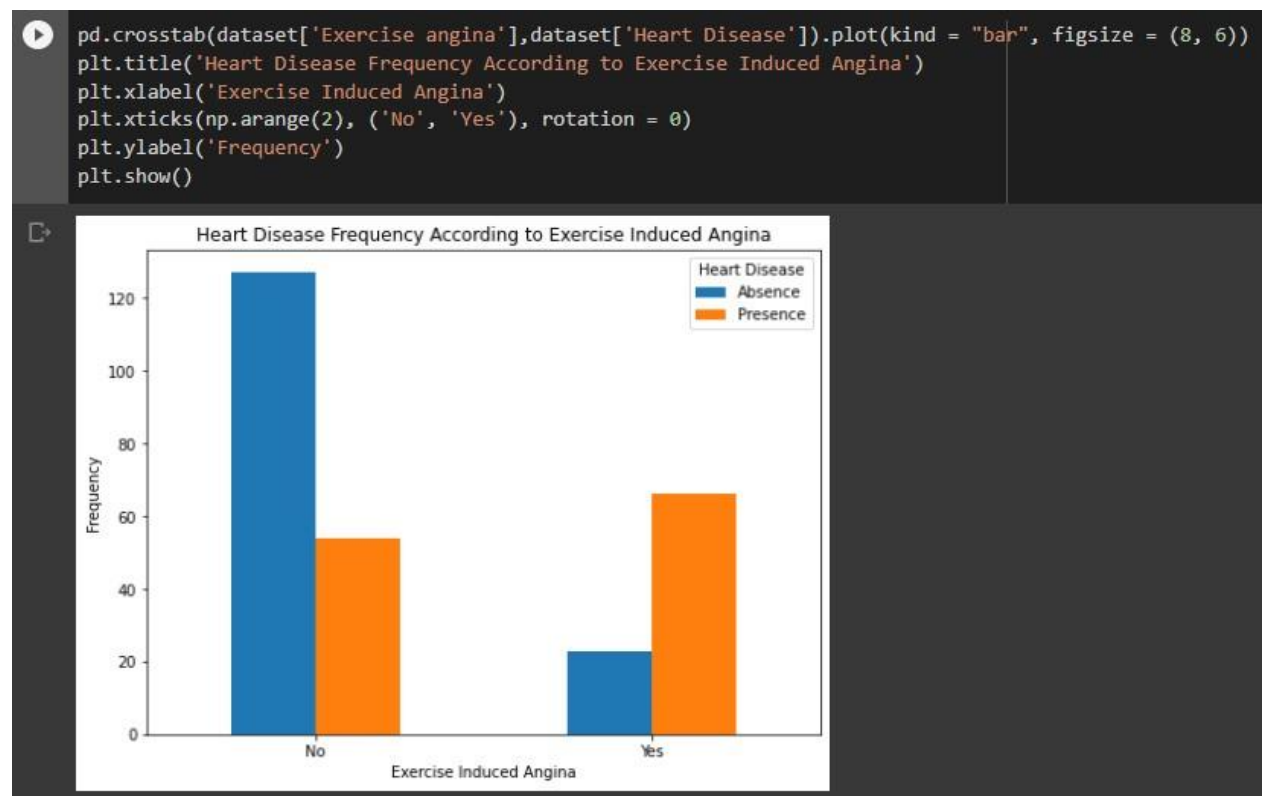 pd.crosstab(dataset['Exercise angina'],dataset['Heart Disease']).plot(kind = "bar", figsize = (8, 6))
plt.title('Heart Disease Frequency According to Exercise Induced Angina')
plt.xlabel('Exercise Induced Angina')
plt.xticks(np.arange(2), ('No', 'Yes'), rotation = 0)
plt.ylabel('Frequency')
plt.show()
Heart Disease Frequency According to Exercise Induced Angina
Heart Disease
Absence
Presence
120
100
80
60
40
20
0
Frequency
No Yes
Exercise Induced Angina